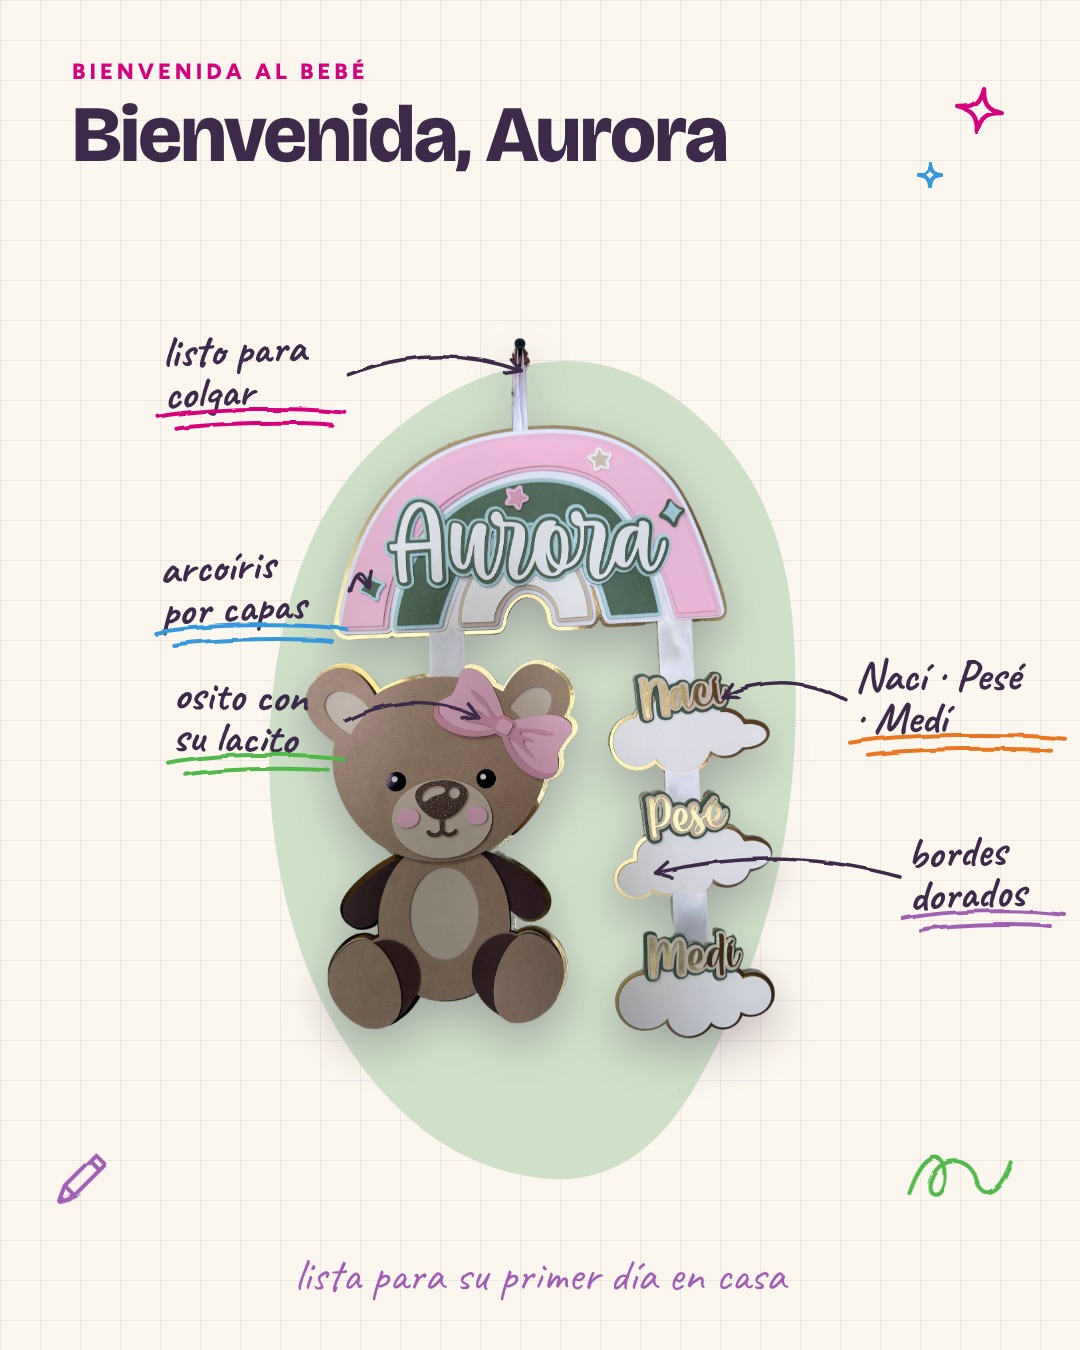 BIENVENIDA AL BEBÉ
Bienvenida, Aurora
listo para
colgar
Aurora
arcoíris
por capas
osito con
su lacito
Nací
Nací · Pesé
· Medí
Pesé
bordes
dorados
Medí
lista para su primer día en casa